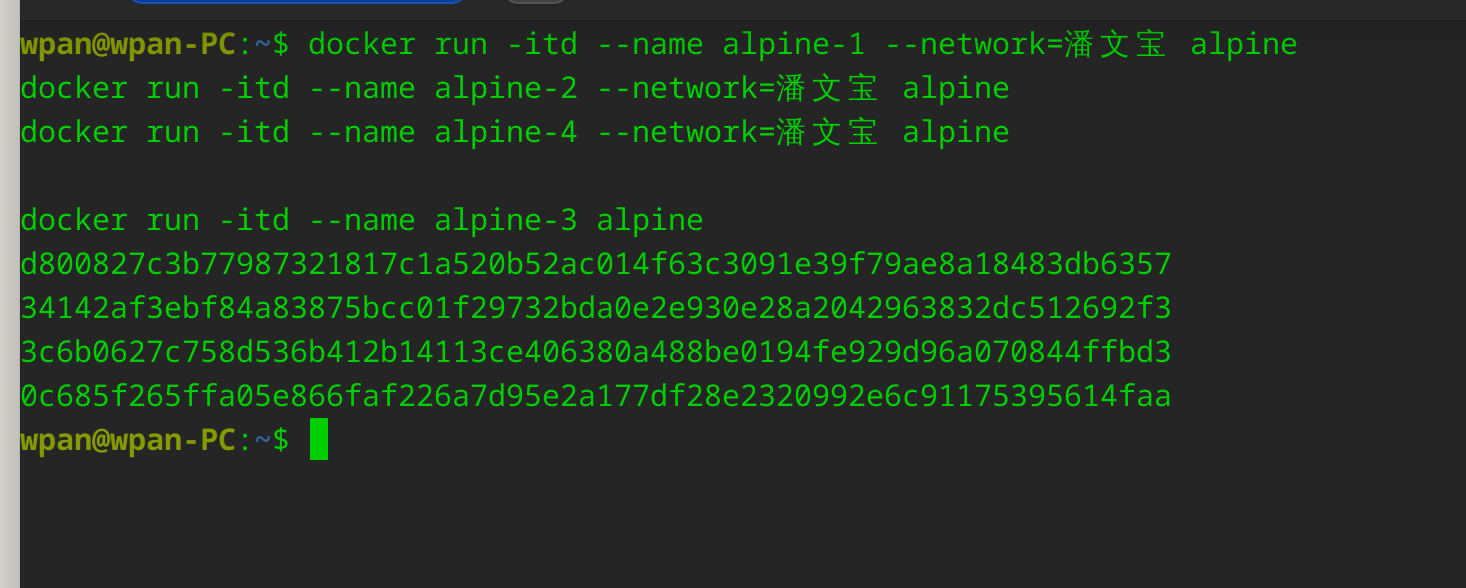 wpan@wpan-PC:~$ docker run -itd --name alpine-1 --network=潘文宝 alpine
docker run -itd --name alpine-2 --network=潘文宝 alpine
docker run -itd --name alpine-4 --network=潘文宝 alpine
docker run -itd --name alpine-3 alpine
d800827c3b77987321817c1a520b52ac014f63c3091e39f79ae8a18483db6357
34142af3ebf84a83875bcc01f29732bda0e2e930e28a2042963832dc512692f3
3c6b0627c758d536b412b14113ce406380a488be0194fe929d96a070844ffbd3
0c685f265ffa05e866faf226a7d95e2a177df28e2320992e6c91175395614faa
wpan@wpan-PC:~$